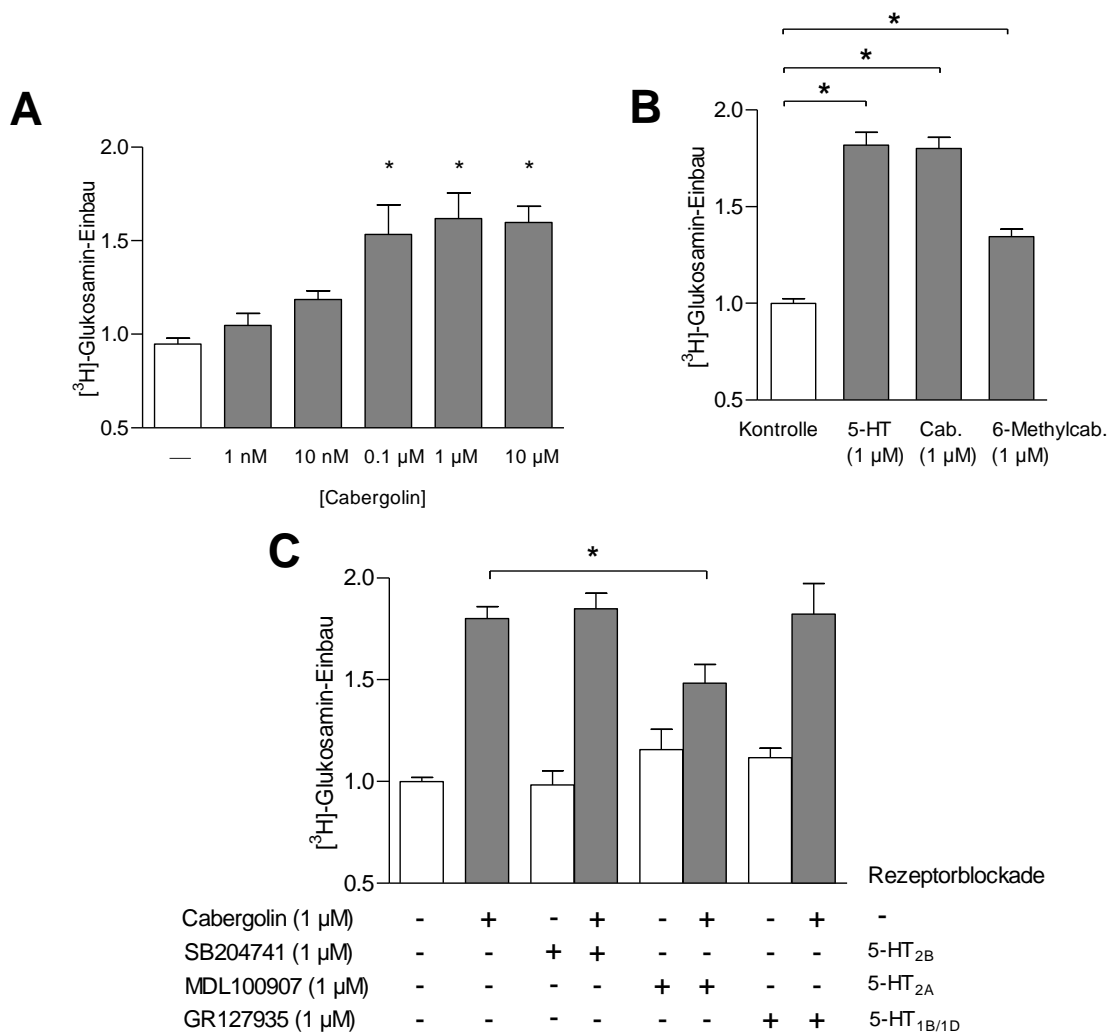 A
[³H]-Glukosamin-Einbau
2.0
1.5
1.0
0.5
* * *
— 1 nM 10 nM 0.1 µM 1 µM 10 µM
[Cabergolin]
B
[³H]-Glukosamin-Einbau
2.0
1.5
1.0
0.5
*
*
*
Kontrolle 5-HT Cab. 6-Methylcab.
(1 µM) (1 µM) (1 µM)
C
[³H]-Glukosamin-Einbau
2.0
1.5
1.0
0.5
*
Rezeptorblockade
Cabergolin (1 µM) - + - + - + - + -
SB204741 (1 µM) - - + + - - - - 5-HT₂B
MDL100907 (1 µM) - - - - + + - - 5-HT₂A
GR127935 (1 µM) - - - - - - + + 5-HT₁B/1D